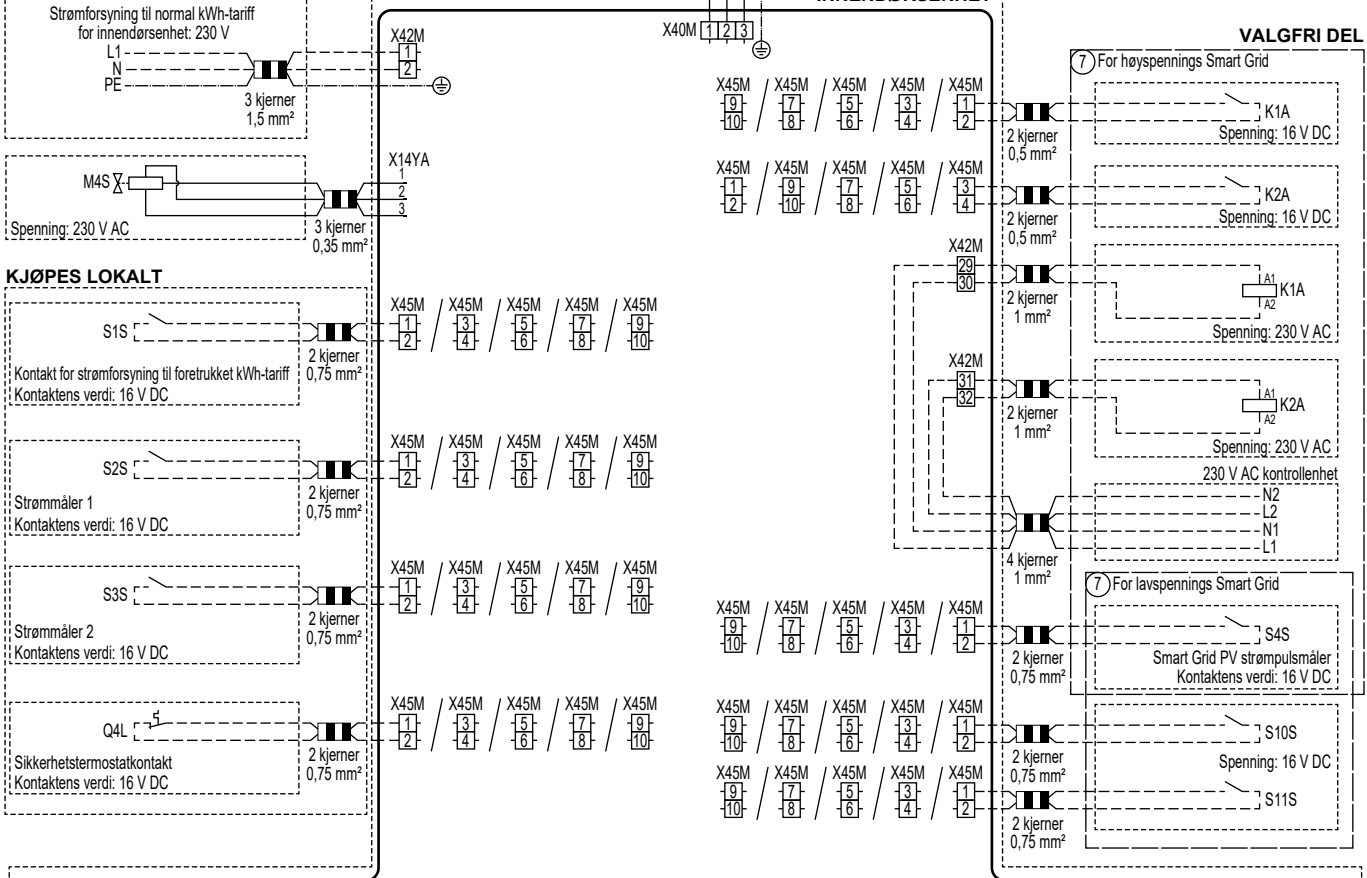 INNENDØRSENHET
Strømforsyning til normal kWh-tariff
for innendørsenhet: 230 V
L1
N
PE
3 kjerner
1,5 mm²
X42M
1
2
X40M 1 2 3
VALGFRI DEL
7 For høyspennings Smart Grid
X45M / X45M / X45M / X45M / X45M
9 7 5 3 1
10 8 6 4 2
2 kjerner
0,5 mm²
K1A
Spenning: 16 V DC
M4S
Spenning: 230 V AC
3 kjerner
0,35 mm²
X14YA
1
2
3
X45M / X45M / X45M / X45M / X45M
1 9 7 5 3
2 10 8 6 4
2 kjerner
0,5 mm²
K2A
Spenning: 16 V DC
X42M
29
30
2 kjerner
1 mm²
A1
K1A
A2
Spenning: 230 V AC
X42M
31
32
2 kjerner
1 mm²
A1
K2A
A2
Spenning: 230 V AC
230 V AC kontrollenhet
N2
L2
N1
L1
4 kjerner
1 mm²
KJØPES LOKALT
S1S
Kontakt for strømforsyning til foretrukket kWh-tariff
Kontaktens verdi: 16 V DC
2 kjerner
0,75 mm²
X45M / X45M / X45M / X45M / X45M
1 3 5 7 9
2 4 6 8 10
S2S
Strømmåler 1
Kontaktens verdi: 16 V DC
2 kjerner
0,75 mm²
X45M / X45M / X45M / X45M / X45M
1 3 5 7 9
2 4 6 8 10
S3S
Strømmåler 2
Kontaktens verdi: 16 V DC
2 kjerner
0,75 mm²
X45M / X45M / X45M / X45M / X45M
1 3 5 7 9
2 4 6 8 10
Q4L
Sikkerhetstermostatkontakt
Kontaktens verdi: 16 V DC
2 kjerner
0,75 mm²
X45M / X45M / X45M / X45M / X45M
1 3 5 7 9
2 4 6 8 10
7 For lavspennings Smart Grid
X45M / X45M / X45M / X45M / X45M
9 7 5 3 1
10 8 6 4 2
2 kjerner
0,75 mm²
S4S
Smart Grid PV strømpulsmåler
Kontaktens verdi: 16 V DC
X45M / X45M / X45M / X45M / X45M
9 7 5 3 1
10 8 6 4 2
2 kjerner
0,75 mm²
S10S
Spenning: 16 V DC
X45M / X45M / X45M / X45M / X45M
9 7 5 3 1
10 8 6 4 2
2 kjerner
0,75 mm²
S11S